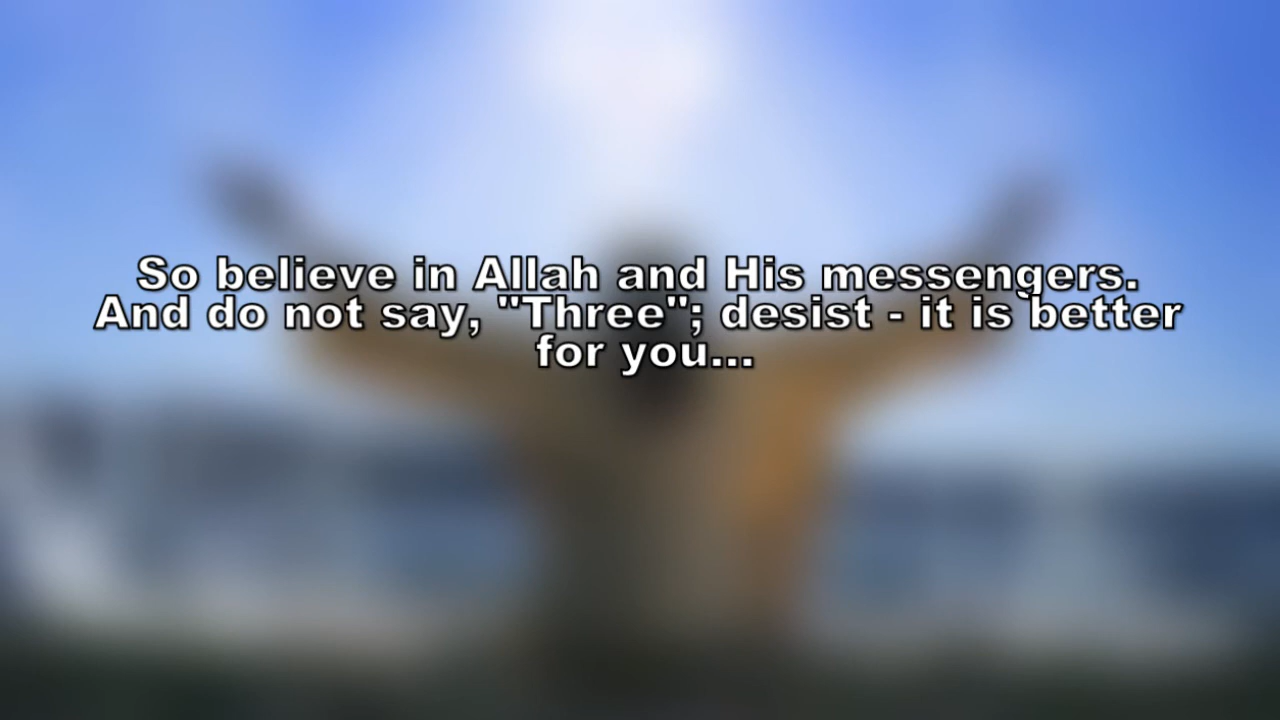 So believe in Allah and His messengers.
And do not say, "Three"; desist - it is better
for you...